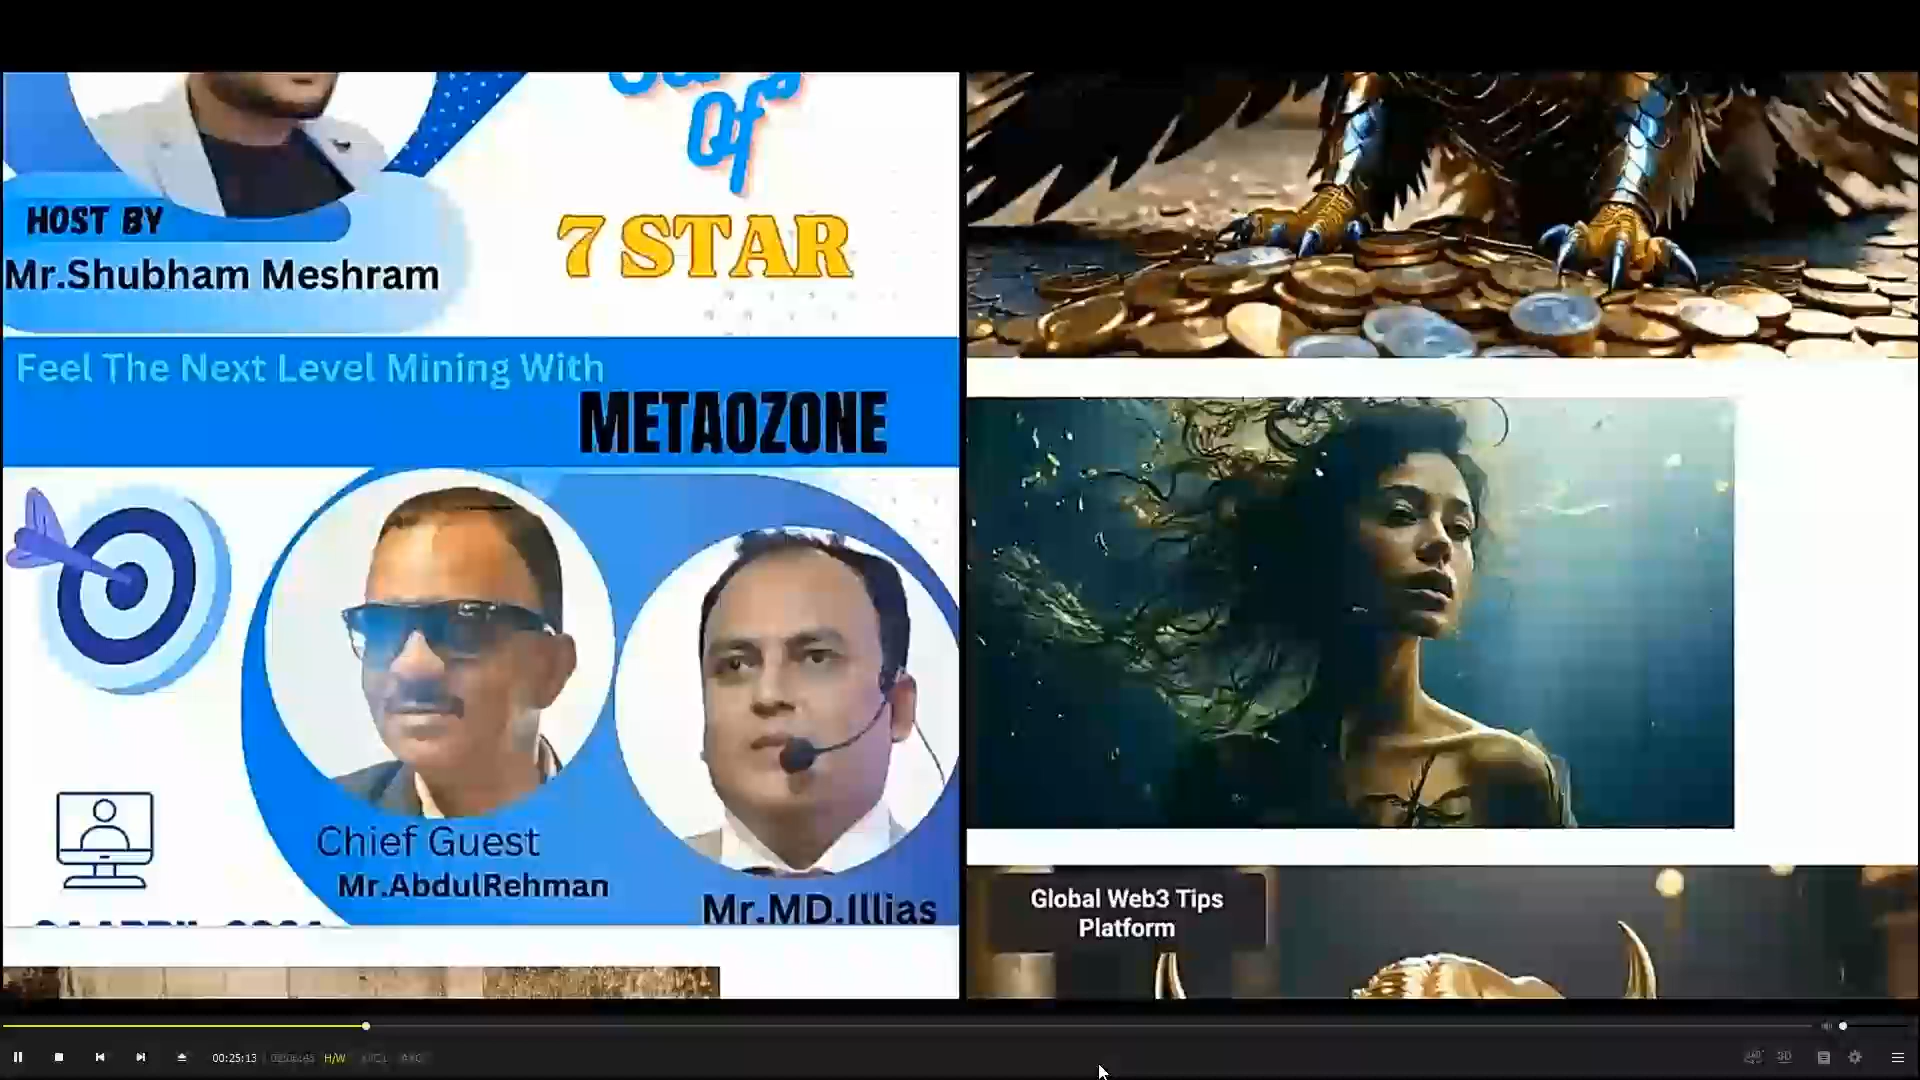 Of
7 STAR
HOST BY
Mr.Shubham Meshram
Feel The Next Level Mining With
METAOZONE
Chief Guest
Mr.AbdulRehman
Mr.MD.Illias
Global Web3 Tips
Platform
00:25:13
H/W